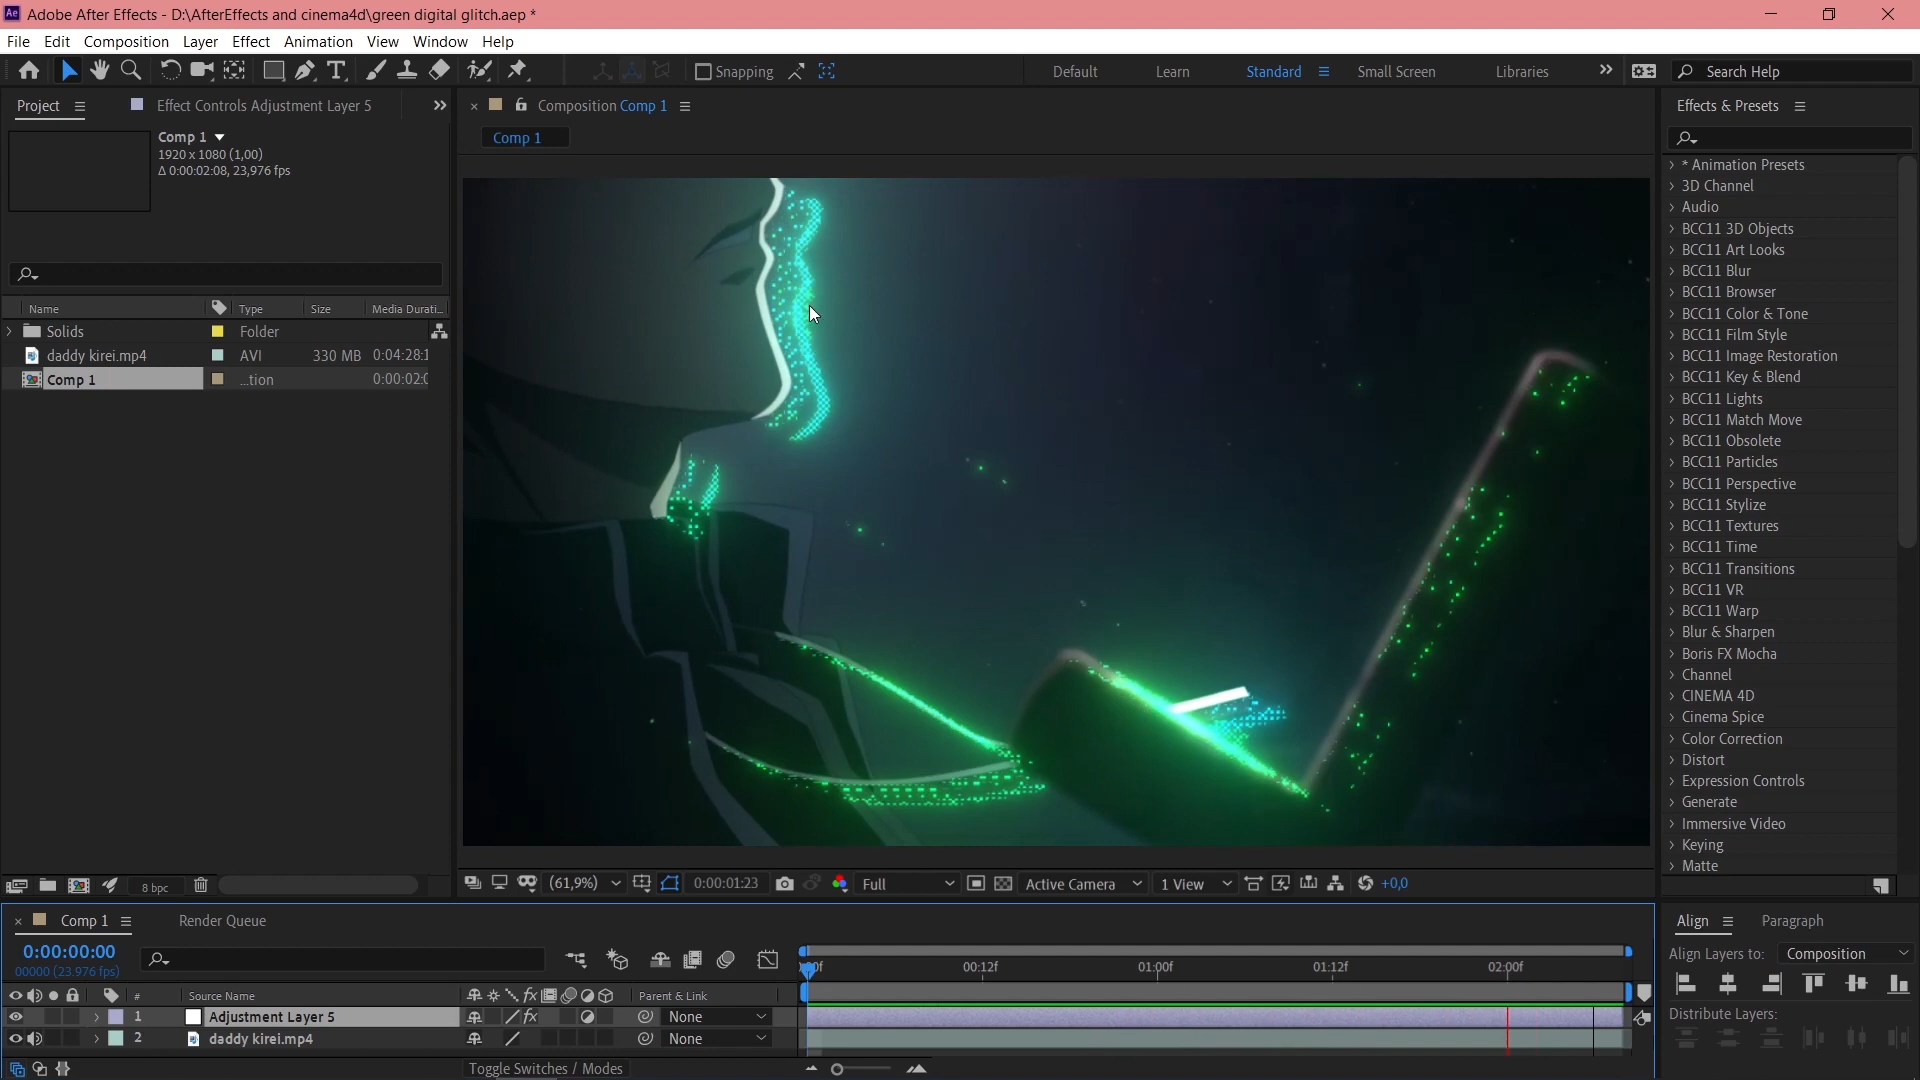 Ae Adobe After Effects - D:\AfterEffects and cinema4d\green digital glitch.aep *
File Edit Composition Layer Effect Animation View Window Help
Snapping Default Learn Standard Small Screen Libraries Search Help
Project Effect Controls Adjustment Layer 5
Comp 1
1920 x 1080 (1,00)
Δ 0:00:02:08, 23,976 fps
Name Type Size Media Durati...
Solids Folder
daddy kirei.mp4 AVI 330 MB 0:04:28:1
Comp 1 ...tion 0:00:02:0
8 bpc
Composition Comp 1
Comp 1
(61,9%) 0:00:01:23 Full Active Camera 1 View +0,0
Effects & Presets
* Animation Presets
3D Channel
Audio
BCC11 3D Objects
BCC11 Art Looks
BCC11 Blur
BCC11 Browser
BCC11 Color & Tone
BCC11 Film Style
BCC11 Image Restoration
BCC11 Key & Blend
BCC11 Lights
BCC11 Match Move
BCC11 Obsolete
BCC11 Particles
BCC11 Perspective
BCC11 Stylize
BCC11 Textures
BCC11 Time
BCC11 Transitions
BCC11 VR
BCC11 Warp
Blur & Sharpen
Boris FX Mocha
Channel
CINEMA 4D
Cinema Spice
Color Correction
Distort
Expression Controls
Generate
Immersive Video
Keying
Matte
Comp 1 Render Queue
0:00:00:00
00000 (23.976 fps)
00f 00:12f 01:00f 01:12f 02:00f
# Source Name fx Parent & Link
1 Adjustment Layer 5 fx None
2 daddy kirei.mp4 None
Toggle Switches / Modes
Align Paragraph
Align Layers to: Composition
Distribute Layers: